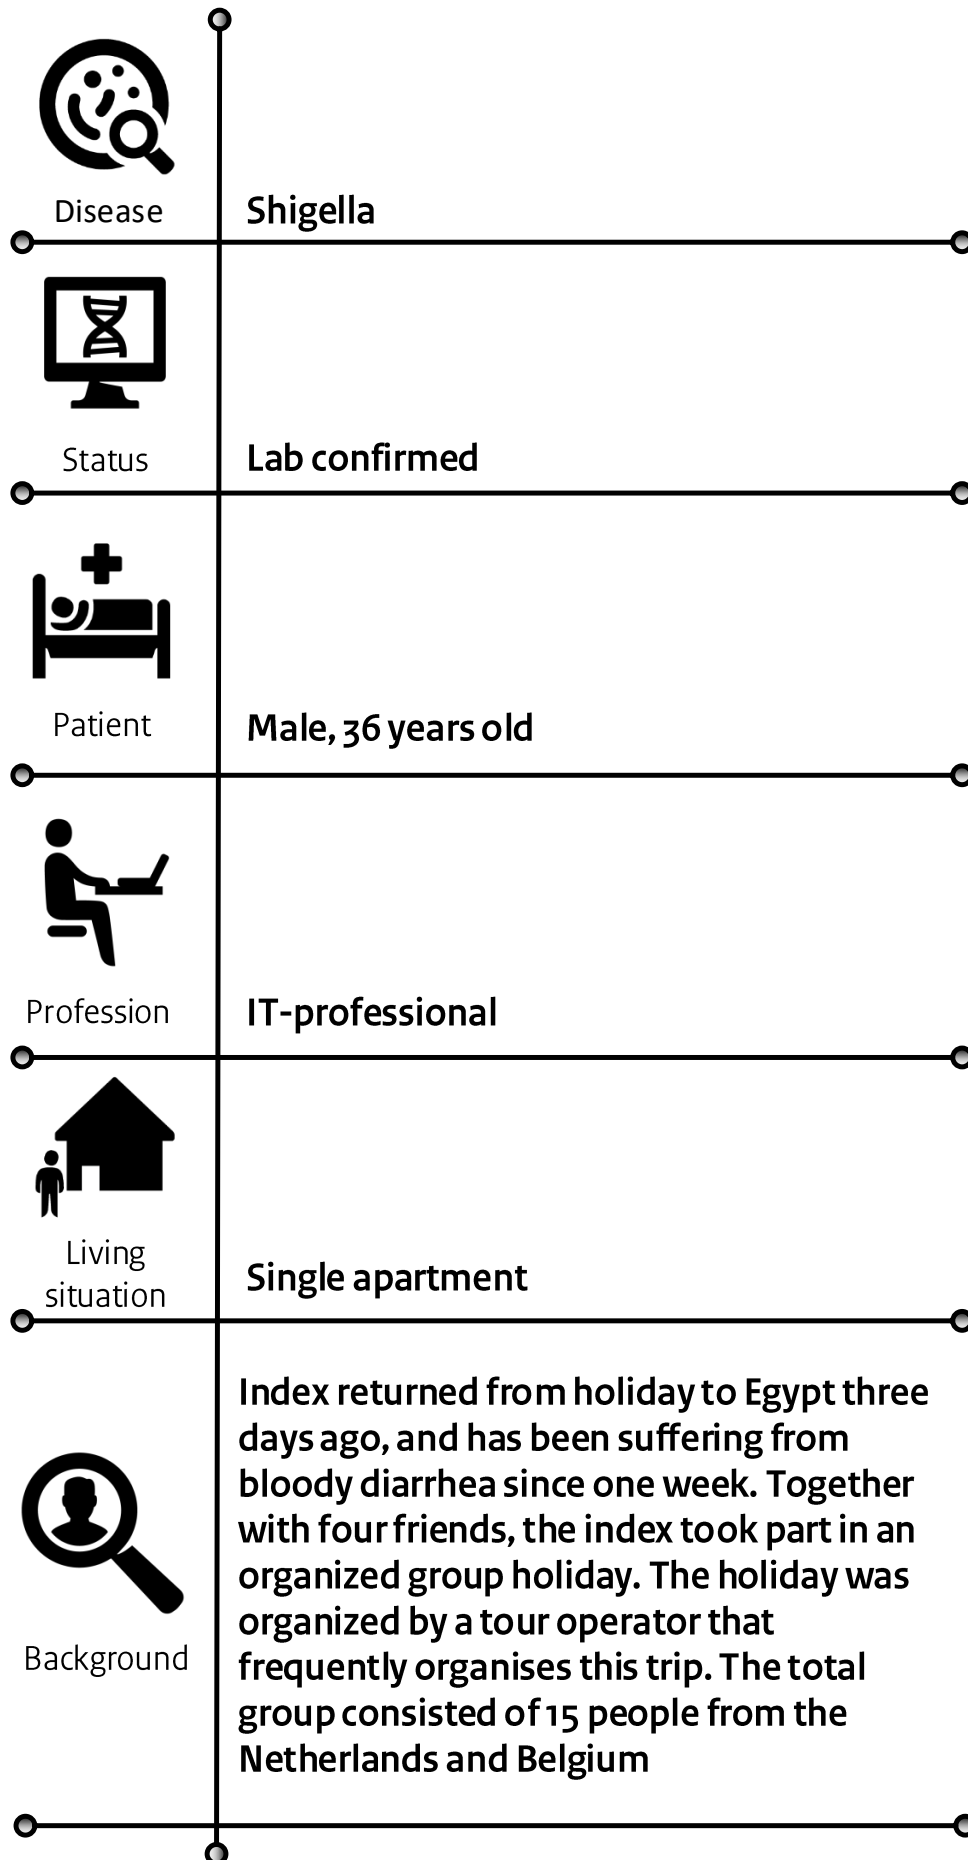 Disease
Shigella
Status
Lab confirmed
Patient
Male, 36 years old
Profession
IT-professional
Living
situation
Single apartment
Background
Index returned from holiday to Egypt three
days ago, and has been suffering from
bloody diarrhea since one week. Together
with four friends, the index took part in an
organized group holiday. The holiday was
organized by a tour operator that
frequently organises this trip. The total
group consisted of 15 people from the
Netherlands and Belgium